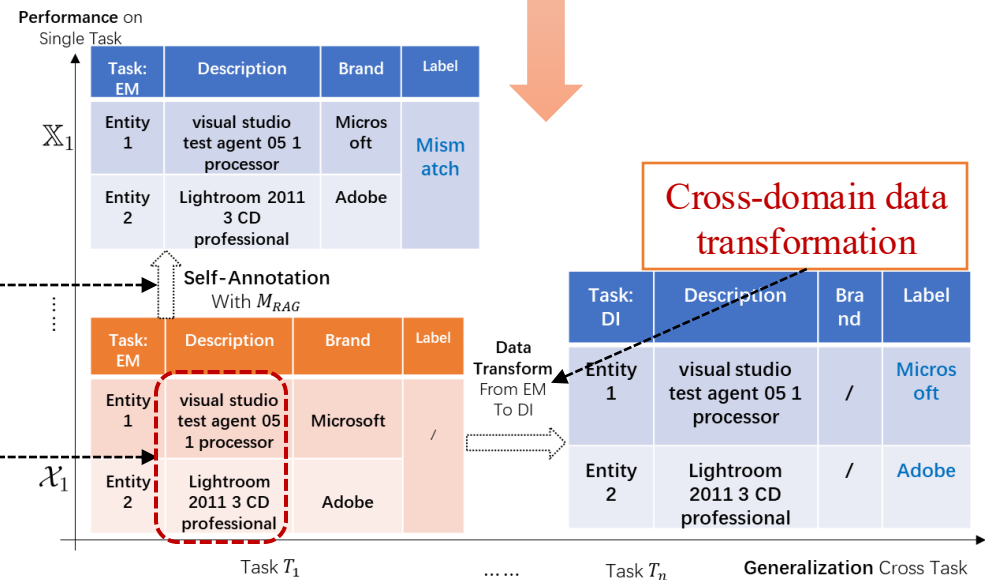 Performance on
Single Task
Task:
EM
Description
Brand
Label
𝕏1
Entity
1
visual studio
test agent 05 1
processor
Micros
oft
Mism
atch
Entity
2
Lightroom 2011
3 CD
professional
Adobe
Cross-domain data
transformation
Self-Annotation
With M_RAG
......
Task:
EM
Description
Brand
Label
Entity
1
visual studio
test agent 05
1 processor
Microsoft
/
𝒳1
Entity
2
Lightroom
2011 3 CD
professional
Adobe
Data
Transform
From EM
To DI
Task:
DI
Description
Bra
nd
Label
Entity
1
visual studio
test agent 05 1
processor
/
Micros
oft
Entity
2
Lightroom
2011 3 CD
professional
/
Adobe
Task T1
......
Task Tn
Generalization Cross Task